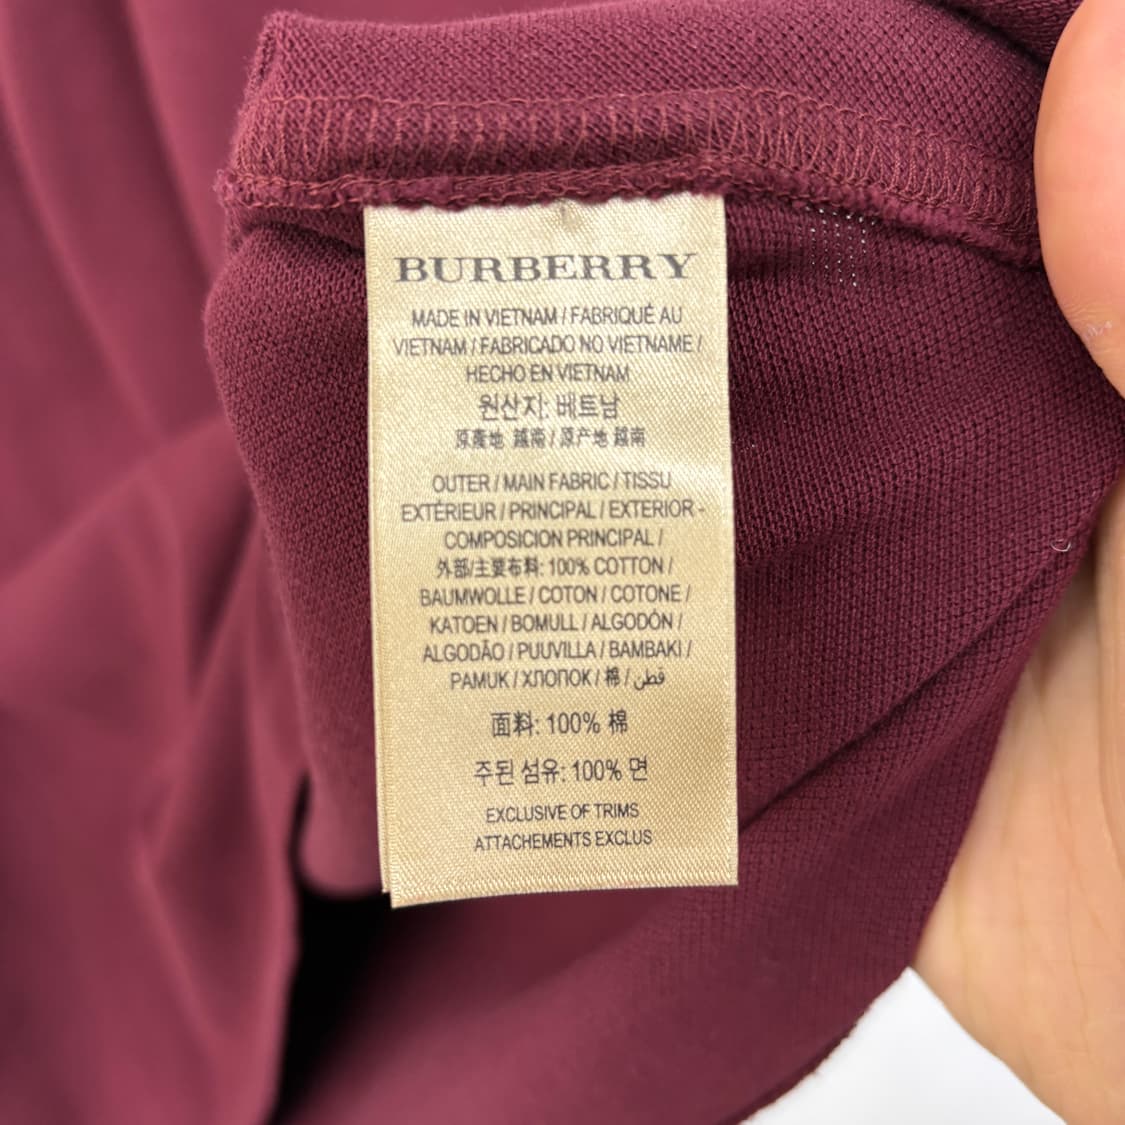 BURBERRY
MADE IN VIETNAM / FABRIQUÉ AU
VIETNAM / FABRICADO NO VIETNAME /
HECHO EN VIETNAM
원산지: 베트남
原產地 越南 / 原产地 越南
OUTER / MAIN FABRIC / TISSU
EXTÉRIEUR / PRINCIPAL / EXTERIOR -
COMPOSICION PRINCIPAL /
外部/主要布料: 100% COTTON /
BAUMWOLLE / COTON / COTONE /
KATOEN / BOMULL / ALGODÓN /
ALGODÃO / PUUVILLA / BAMBAKI /
PAMUK / ХЛОПОК / 棉 / قطن
面料: 100% 棉
주된 섬유: 100% 면
EXCLUSIVE OF TRIMS
ATTACHEMENTS EXCLUS